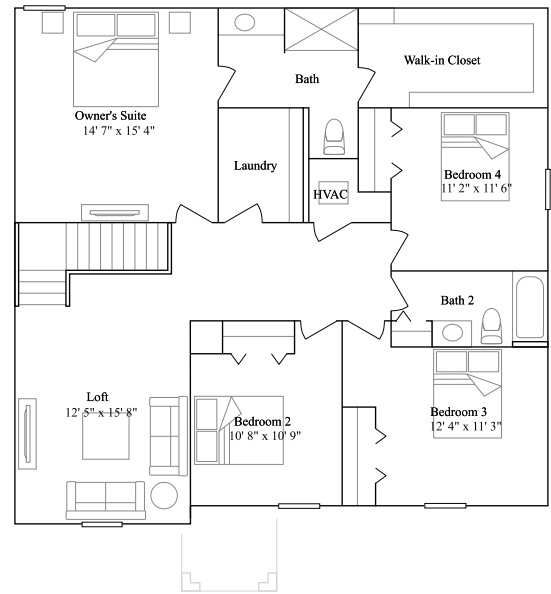 Bath
Walk-in Closet
Owner's Suite
14' 7" x 15' 4"
Laundry
HVAC
Bedroom 4
11' 2" x 11' 6"
Bath 2
Loft
12' 5" x 15' 8"
Bedroom 2
10' 8" x 10' 9"
Bedroom 3
12' 4" x 11' 3"